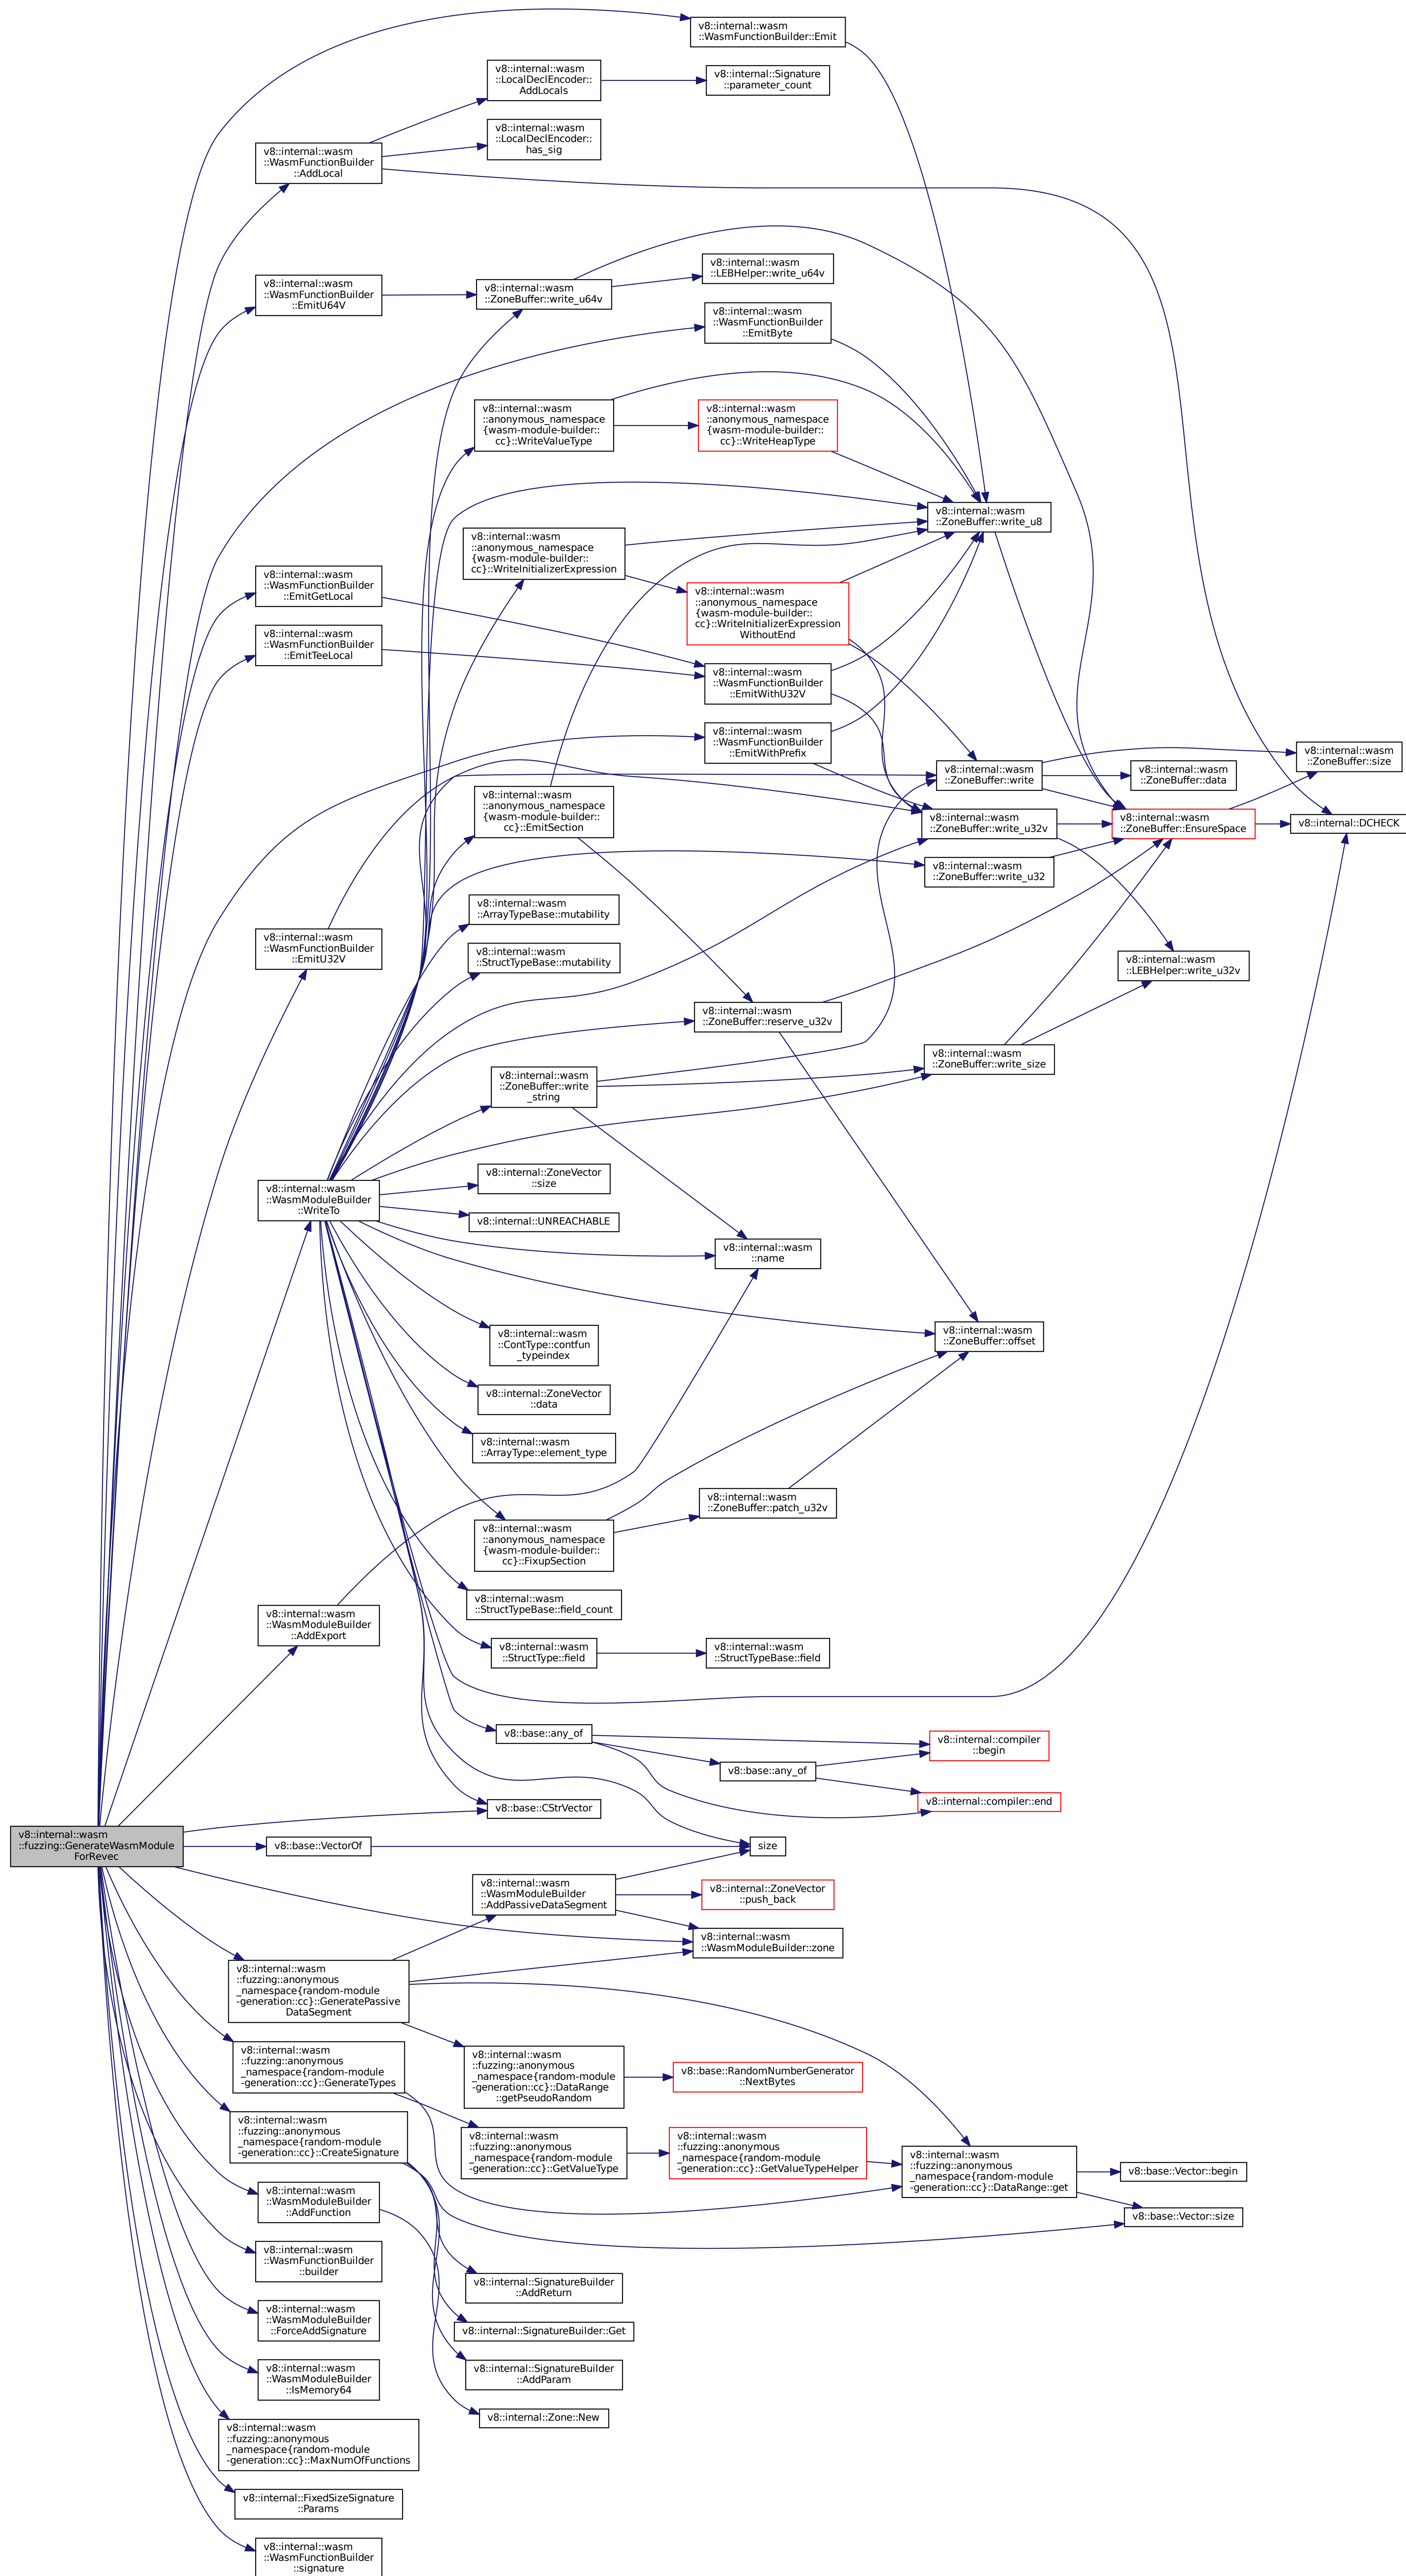 v8::internal::wasm
::WasmFunctionBuilder::Emit
v8::internal::wasm
::LocalDeclEncoder::
AddLocals
v8::internal::Signature
::parameter_count
v8::internal::wasm
::LocalDeclEncoder::
has_sig
v8::internal::wasm
::WasmFunctionBuilder
::AddLocal
v8::internal::wasm
::LEBHelper::write_u64v
v8::internal::wasm
::WasmFunctionBuilder
::EmitU64V
v8::internal::wasm
::ZoneBuffer::write_u64v
v8::internal::wasm
::WasmFunctionBuilder
::EmitByte
v8::internal::wasm
::anonymous_namespace
{wasm-module-builder::
cc}::WriteValueType
v8::internal::wasm
::anonymous_namespace
{wasm-module-builder::
cc}::WriteHeapType
v8::internal::wasm
::ZoneBuffer::write_u8
v8::internal::wasm
::anonymous_namespace
{wasm-module-builder::
cc}::WriteInitializerExpression
v8::internal::wasm
::WasmFunctionBuilder
::EmitGetLocal
v8::internal::wasm
::anonymous_namespace
{wasm-module-builder::
cc}::WriteInitializerExpression
WithoutEnd
v8::internal::wasm
::WasmFunctionBuilder
::EmitTeeLocal
v8::internal::wasm
::WasmFunctionBuilder
::EmitWithU32V
v8::internal::wasm
::WasmFunctionBuilder
::EmitWithPrefix
v8::internal::wasm
::ZoneBuffer::size
v8::internal::wasm
::ZoneBuffer::write
v8::internal::wasm
::ZoneBuffer::data
v8::internal::wasm
::anonymous_namespace
{wasm-module-builder::
cc}::EmitSection
v8::internal::wasm
::ZoneBuffer::write_u32v
v8::internal::wasm
::ZoneBuffer::EnsureSpace
v8::internal::DCHECK
v8::internal::wasm
::ZoneBuffer::write_u32
v8::internal::wasm
::ArrayTypeBase::mutability
v8::internal::wasm
::WasmFunctionBuilder
::EmitU32V
v8::internal::wasm
::StructTypeBase::mutability
v8::internal::wasm
::LEBHelper::write_u32v
v8::internal::wasm
::ZoneBuffer::reserve_u32v
v8::internal::wasm
::ZoneBuffer::write_size
v8::internal::wasm
::ZoneBuffer::write
_string
v8::internal::wasm
::WasmModuleBuilder
::WriteTo
v8::internal::ZoneVector
::size
v8::internal::UNREACHABLE
v8::internal::wasm
::name
v8::internal::wasm
::ContType::contfun
_typeindex
v8::internal::wasm
::ZoneBuffer::offset
v8::internal::ZoneVector
::data
v8::internal::wasm
::ArrayType::element_type
v8::internal::wasm
::ZoneBuffer::patch_u32v
v8::internal::wasm
::anonymous_namespace
{wasm-module-builder::
cc}::FixupSection
v8::internal::wasm
::StructTypeBase::field_count
v8::internal::wasm
::WasmModuleBuilder
::AddExport
v8::internal::wasm
::StructType::field
v8::internal::wasm
::StructTypeBase::field
v8::base::any_of
v8::internal::compiler
::begin
v8::base::any_of
v8::internal::compiler::end
v8::base::CStrVector
v8::internal::wasm
::fuzzing::GenerateWasmModule
ForRevec
v8::base::VectorOf
size
v8::internal::wasm
::WasmModuleBuilder
::AddPassiveDataSegment
v8::internal::ZoneVector
::push_back
v8::internal::wasm
::WasmModuleBuilder::zone
v8::internal::wasm
::fuzzing::anonymous
_namespace{random-module
-generation::cc}::GeneratePassive
DataSegment
v8::internal::wasm
::fuzzing::anonymous
_namespace{random-module
-generation::cc}::GenerateTypes
v8::internal::wasm
::fuzzing::anonymous
_namespace{random-module
-generation::cc}::DataRange
::getPseudoRandom
v8::base::RandomNumberGenerator
::NextBytes
v8::internal::wasm
::fuzzing::anonymous
_namespace{random-module
-generation::cc}::CreateSignature
v8::internal::wasm
::fuzzing::anonymous
_namespace{random-module
-generation::cc}::GetValueType
v8::internal::wasm
::fuzzing::anonymous
_namespace{random-module
-generation::cc}::GetValueTypeHelper
v8::internal::wasm
::fuzzing::anonymous
_namespace{random-module
-generation::cc}::DataRange::get
v8::base::Vector::begin
v8::base::Vector::size
v8::internal::wasm
::WasmModuleBuilder
::AddFunction
v8::internal::wasm
::WasmFunctionBuilder
::builder
v8::internal::SignatureBuilder
::AddReturn
v8::internal::wasm
::WasmModuleBuilder
::ForceAddSignature
v8::internal::SignatureBuilder::Get
v8::internal::wasm
::WasmModuleBuilder
::IsMemory64
v8::internal::SignatureBuilder
::AddParam
v8::internal::Zone::New
v8::internal::wasm
::fuzzing::anonymous
_namespace{random-module
-generation::cc}::MaxNumOfFunctions
v8::internal::FixedSizeSignature
::Params
v8::internal::wasm
::WasmFunctionBuilder
::signature